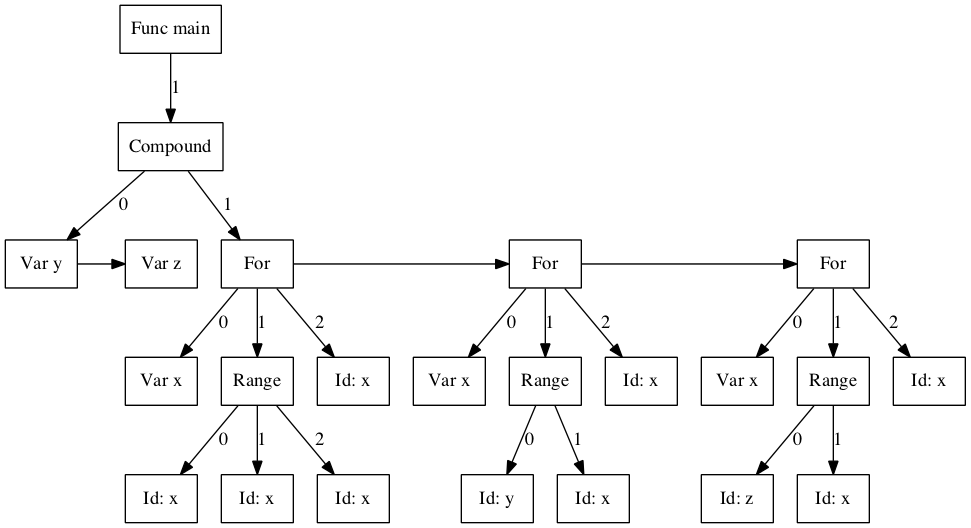 Func main
1
Compound
0
1
Var y
Var z
For
For
For
0
1
2
0
1
2
0
1
2
Var x
Range
Id: x
Var x
Range
Id: x
Var x
Range
Id: x
0
1
2
0
1
0
1
Id: x
Id: x
Id: x
Id: y
Id: x
Id: z
Id: x